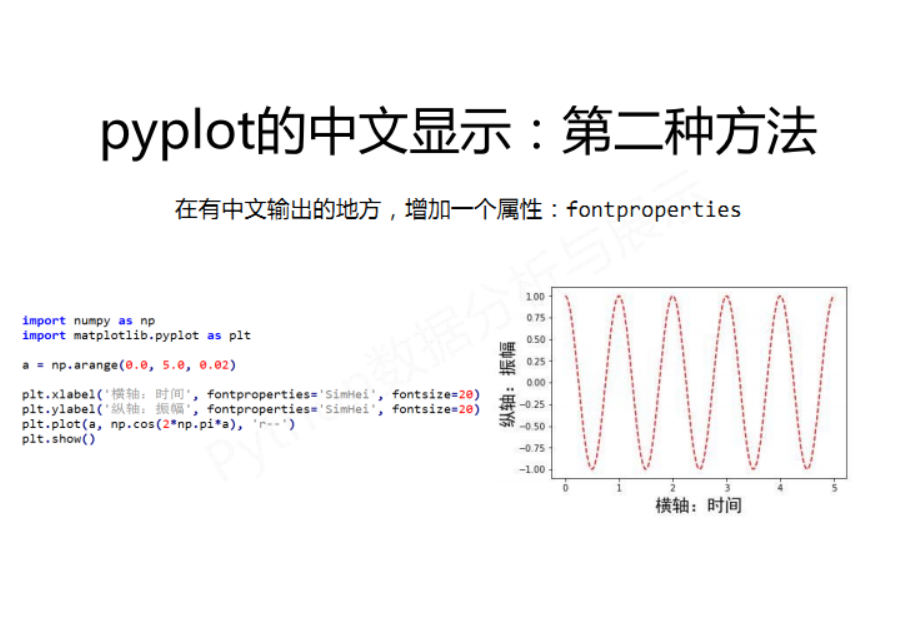 pyplot的中文显示：第二种方法
在有中文输出的地方，增加一个属性：fontproperties
import numpy as np
import matplotlib.pyplot as plt
a = np.arange(0.0, 5.0, 0.02)
plt.xlabel('横轴：时间', fontproperties='SimHei', fontsize=20)
plt.ylabel('纵轴：振幅', fontproperties='SimHei', fontsize=20)
plt.plot(a, np.cos(2*np.pi*a), 'r--')
plt.show()
纵轴：振幅
1.00
0.75
0.50
0.25
0.00
−0.25
−0.50
−0.75
−1.00
0 1 2 3 4 5
横轴：时间
Python数据分析与展示